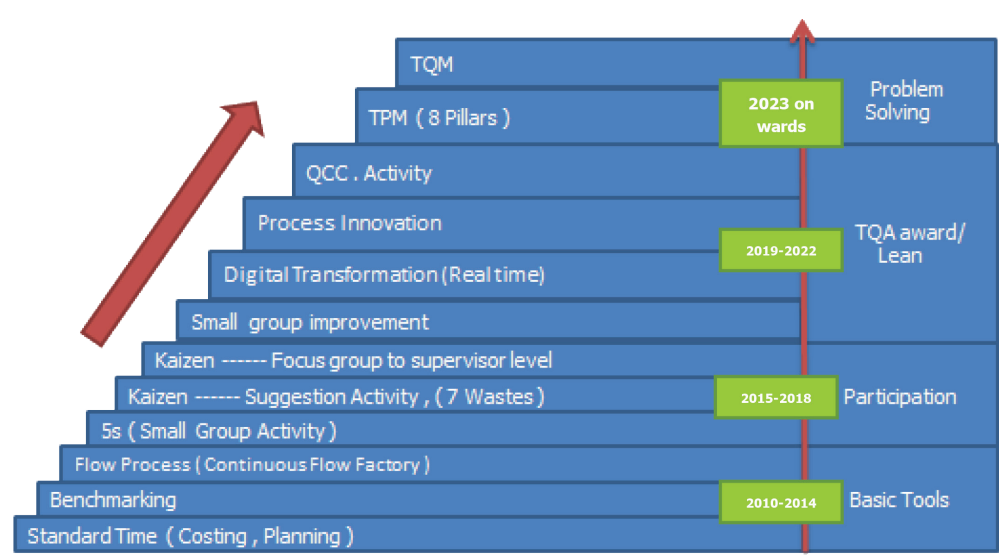 TQM
TPM ( 8 Pillars )
2023 on
wards
Problem
Solving
QCC . Activity
Process Innovation
Digital Transformation (Real time)
2019-2022
TQA award/
Lean
Small group improvement
Kaizen ------ Focus group to supervisor level
Kaizen ------ Suggestion Activity , ( 7 Wastes )
2015-2018
Participation
5s ( Small Group Activity )
Flow Process ( Continuous Flow Factory )
Benchmarking
2010-2014
Basic Tools
Standard Time ( Costing , Planning )